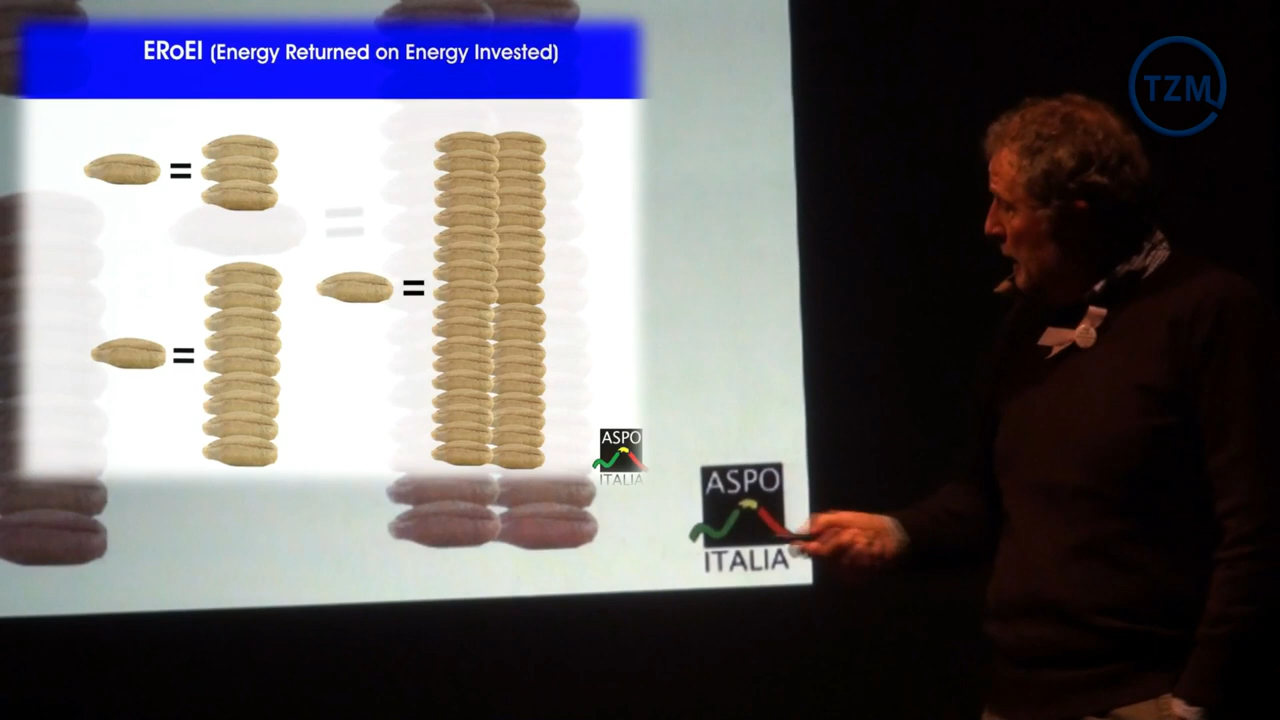 ERoEI (Energy Returned on Energy Invested)
=
=
=
TZM
ASPO
ITALIA
ASPO
ITALIA